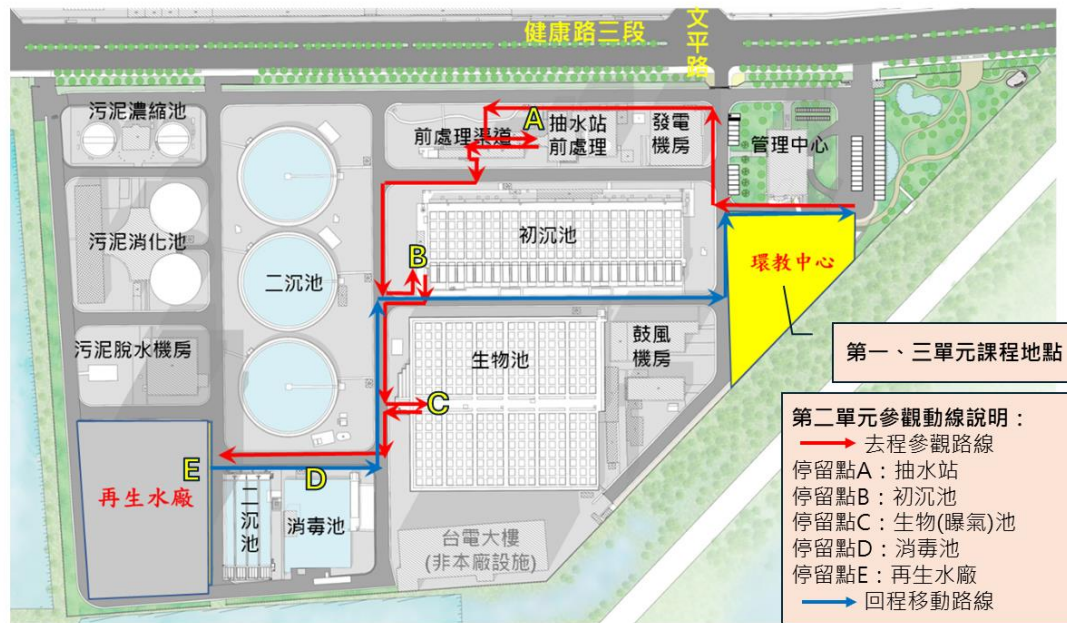 健康路三段
文平路
污泥濃縮池
前處理渠道
A
抽水站
前處理
發電
機房
管理中心
污泥消化池
二沉池
B
初沉池
環教中心
污泥脫水機房
生物池
鼓風
機房
C
第一、三單元課程地點
E
D
再生水廠
二沉池
消毒池
台電大樓
(非本廠設施)
第二單元參觀動線說明：
去程參觀路線
停留點A：抽水站
停留點B：初沉池
停留點C：生物(曝氣)池
停留點D：消毒池
停留點E：再生水廠
回程移動路線